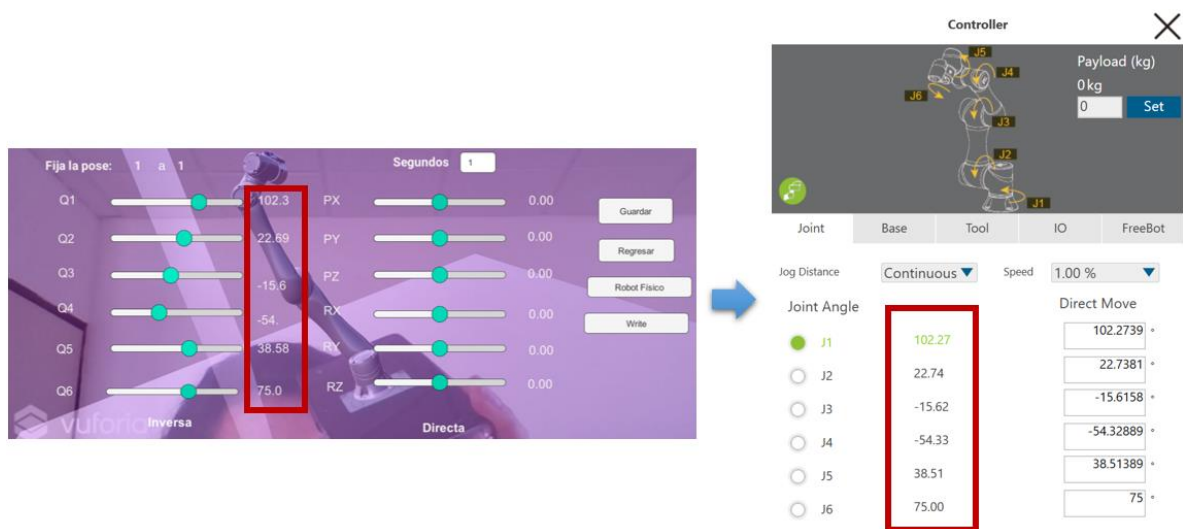 Fija la pose: 1 a 1
Segundos 1
Q1 102.3 PX 0.00
Guardar
Q2 22.69 PY 0.00
Regresar
Q3 -15.6 PZ 0.00
Robot Físico
Q4 -54. RX 0.00
Write
Q5 38.58 RY 0.00
Q6 75.0 RZ 0.00
vuforia Inversa Directa
Controller
J5
J4
J6
J3
J2
J1
Payload (kg)
0 kg
0 Set
Joint Base Tool IO FreeBot
Jog Distance Continuous Speed 1.00 %
Joint Angle Direct Move
J1 102.27 102.2739 °
J2 22.74 22.7381 °
J3 -15.62 -15.6158 °
J4 -54.33 -54.32889 °
J5 38.51 38.51389 °
J6 75.00 75 °